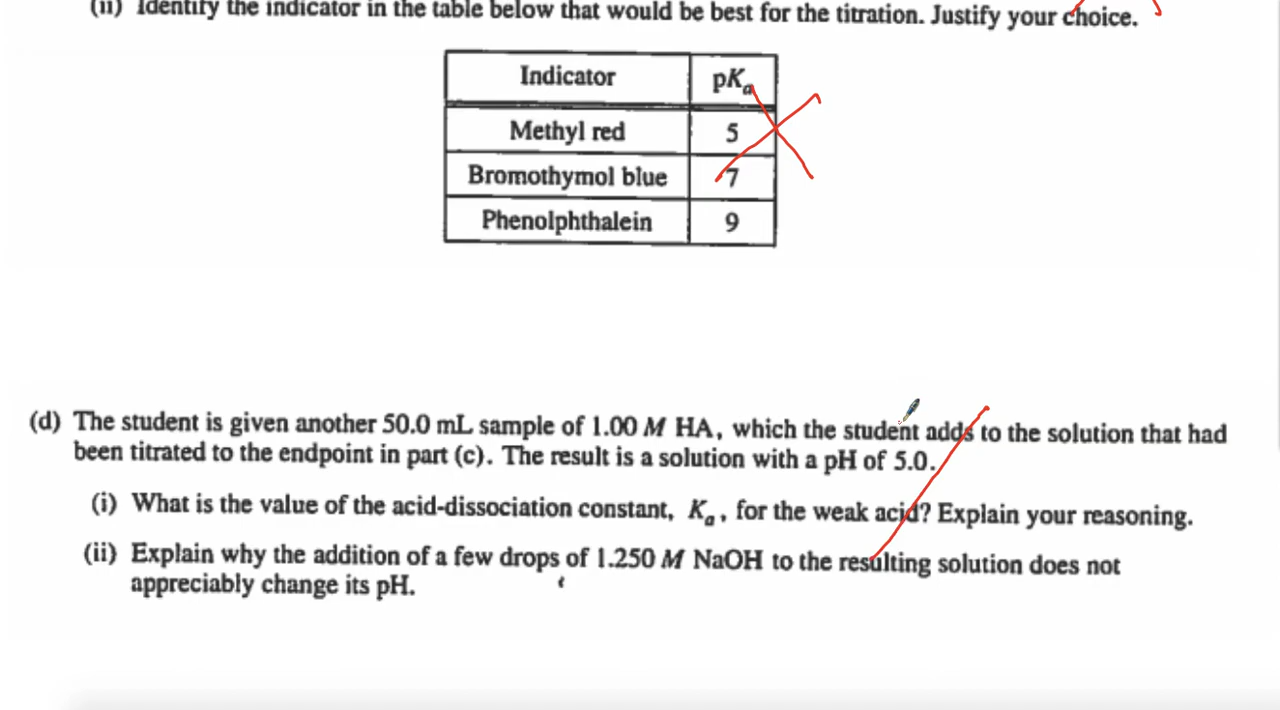 (ii) Identify the indicator in the table below that would be best for the titration. Justify your choice.
Indicator pKₐ
Methyl red 5
Bromothymol blue 7
Phenolphthalein 9
(d) The student is given another 50.0 mL sample of 1.00 M HA, which the student adds to the solution that had
been titrated to the endpoint in part (c). The result is a solution with a pH of 5.0.
(i) What is the value of the acid-dissociation constant, Kₐ, for the weak acid? Explain your reasoning.
(ii) Explain why the addition of a few drops of 1.250 M NaOH to the resulting solution does not
appreciably change its pH.